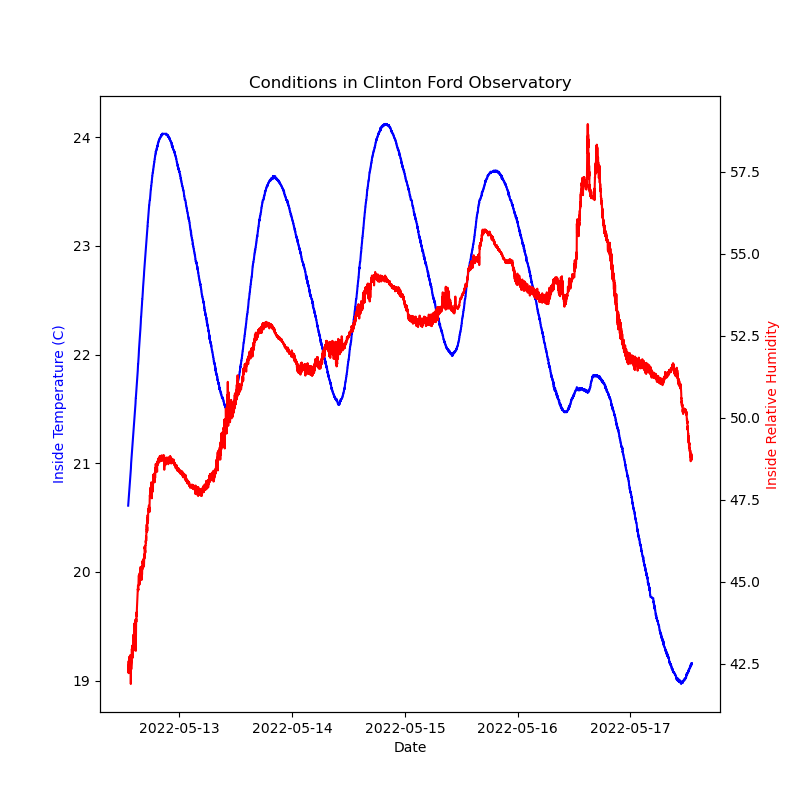 Conditions in Clinton Ford Observatory
24
23
22
21
20
19
Inside Temperature (C)
57.5
55.0
52.5
50.0
47.5
45.0
42.5
Inside Relative Humidity
2022-05-13 2022-05-14 2022-05-15 2022-05-16 2022-05-17
Date